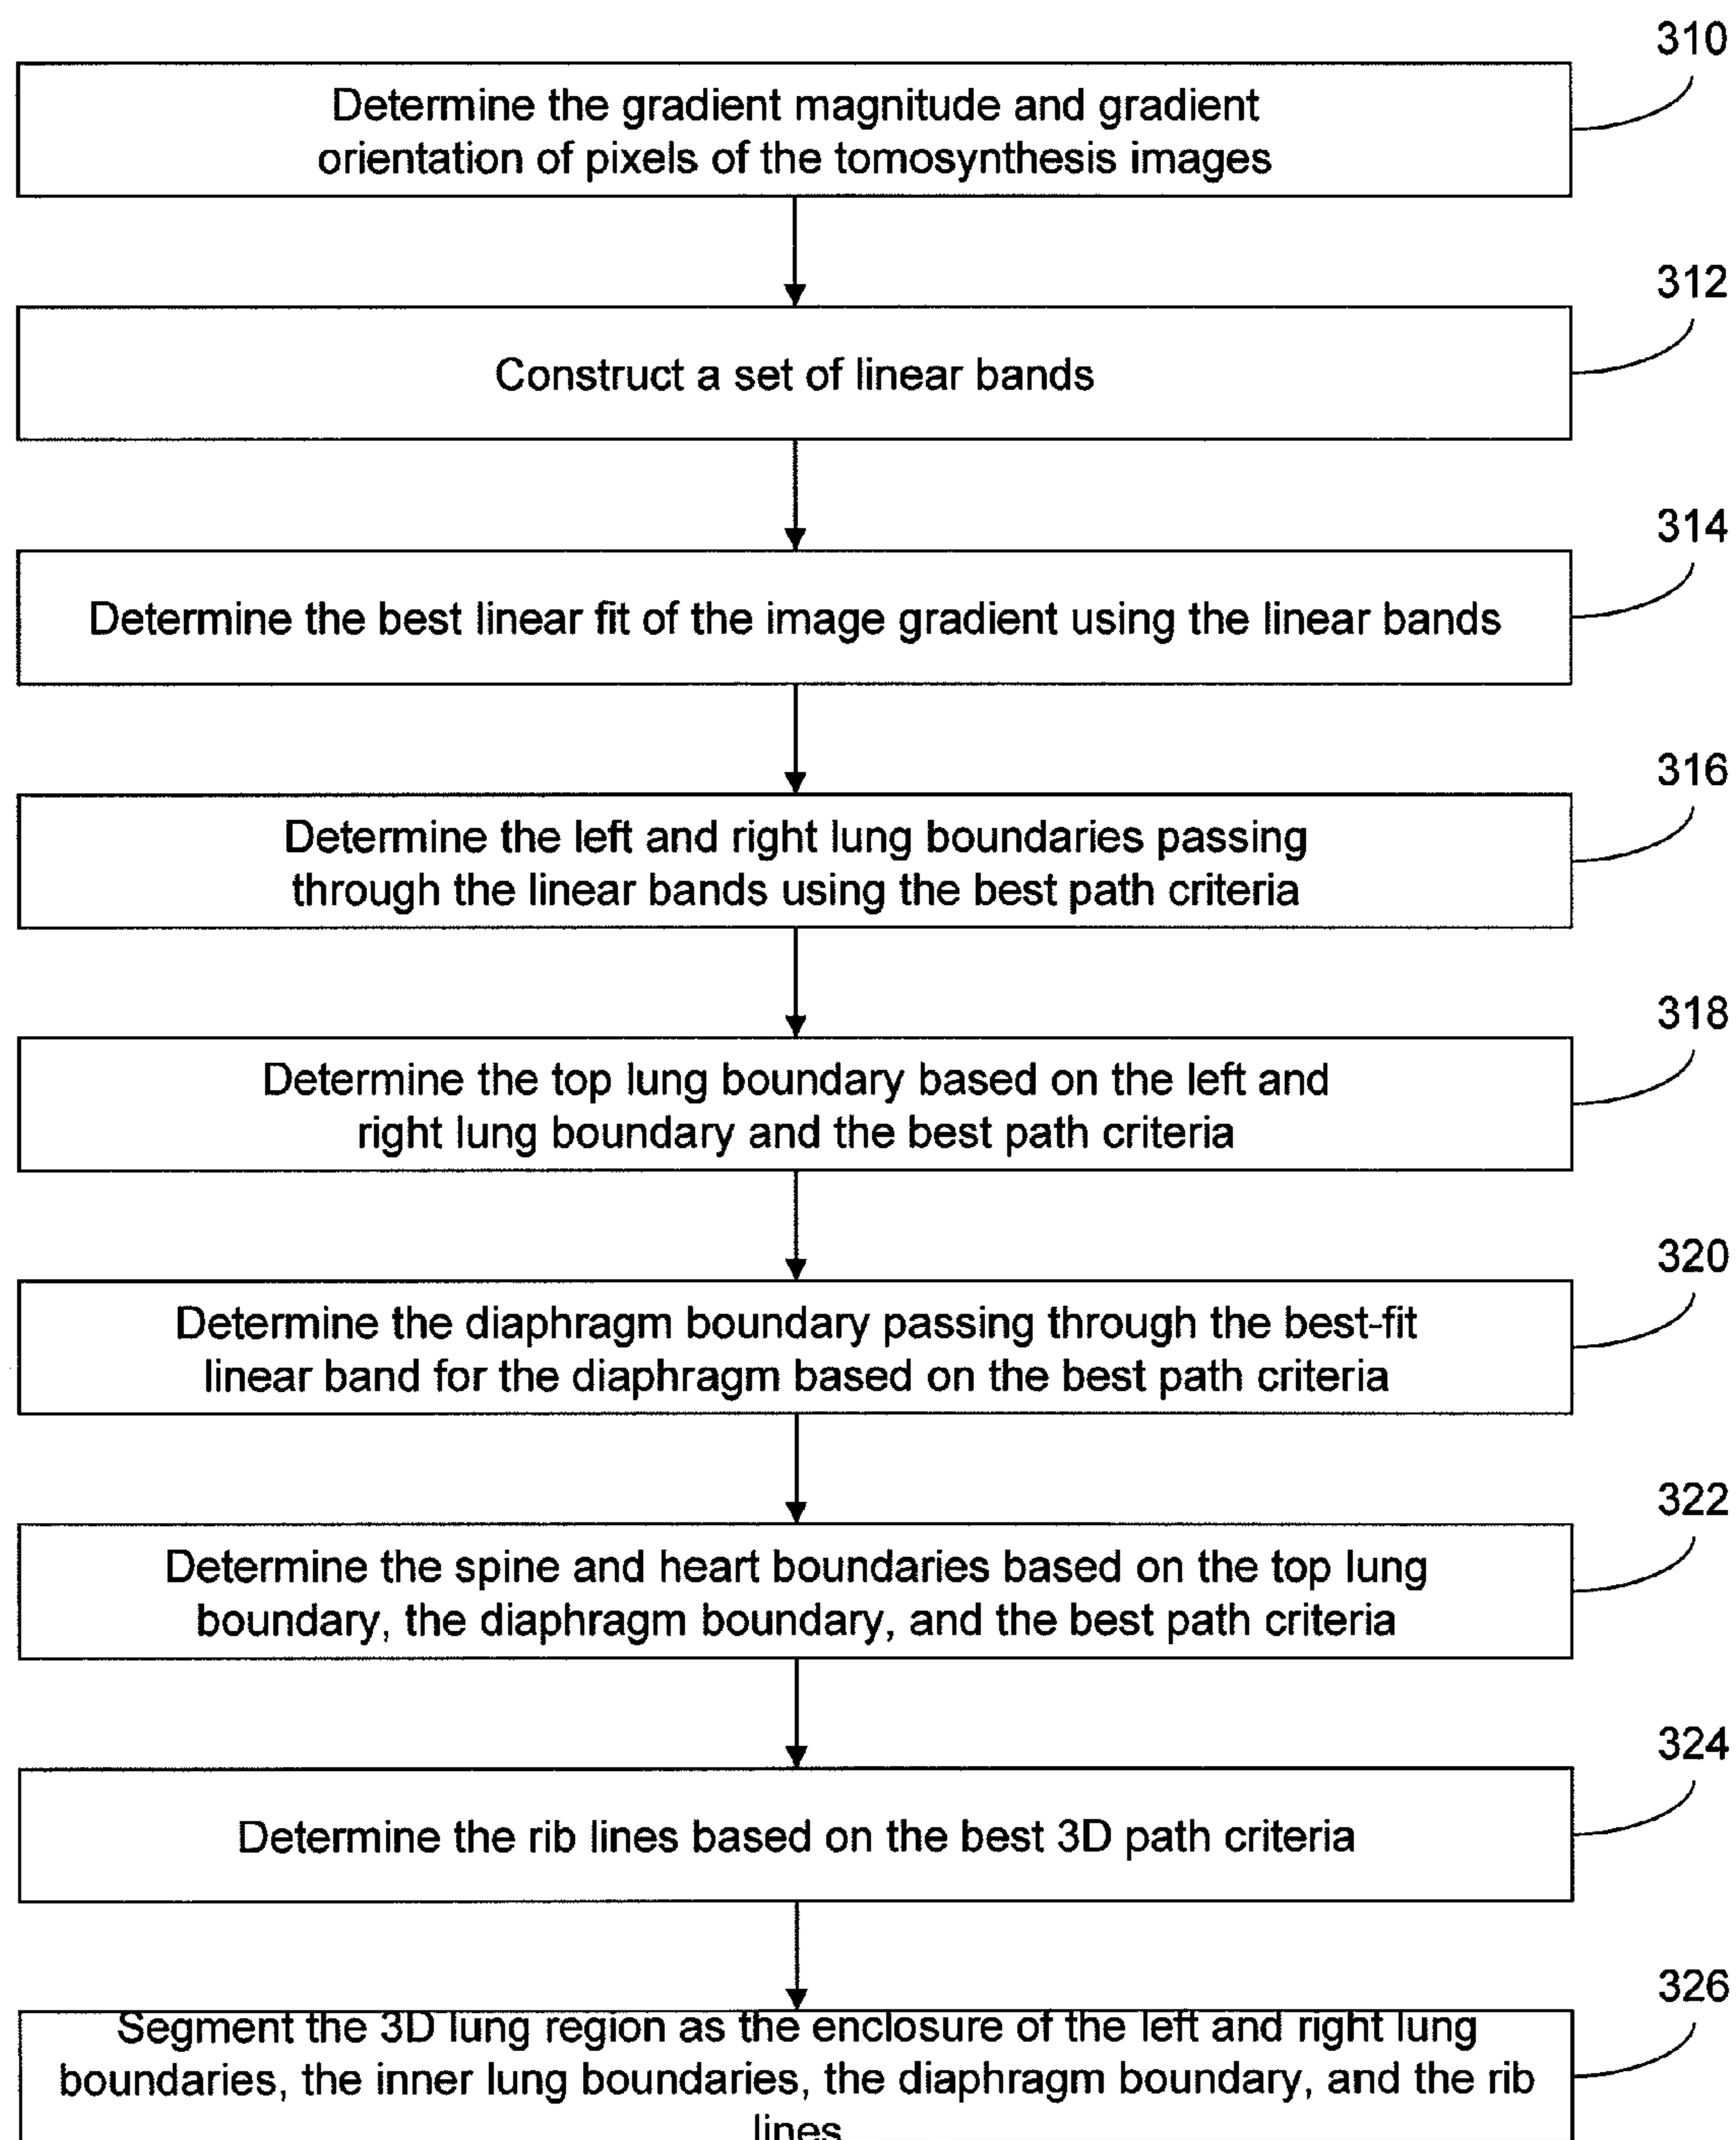 310
Determine the gradient magnitude and gradient
orientation of pixels of the tomosynthesis images
312
Construct a set of linear bands
314
Determine the best linear fit of the image gradient using the linear bands
316
Determine the left and right lung boundaries passing
through the linear bands using the best path criteria
318
Determine the top lung boundary based on the left and
right lung boundary and the best path criteria
320
Determine the diaphragm boundary passing through the best-fit
linear band for the diaphragm based on the best path criteria
322
Determine the spine and heart boundaries based on the top lung
boundary, the diaphragm boundary, and the best path criteria
324
Determine the rib lines based on the best 3D path criteria
326
Segment the 3D lung region as the enclosure of the left and right lung
boundaries, the inner lung boundaries, the diaphragm boundary, and the rib
lines